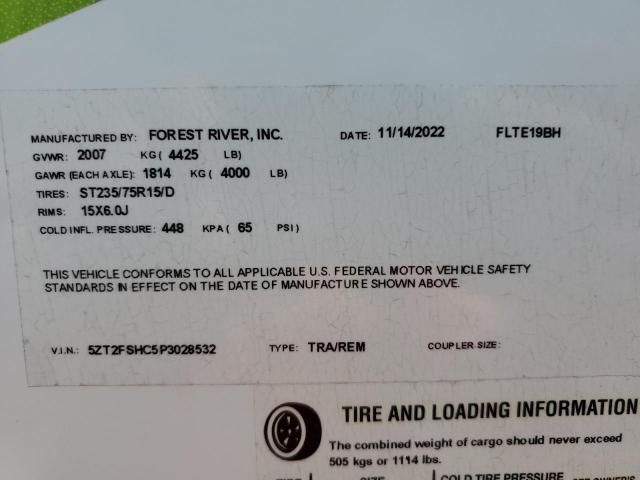 MANUFACTURED BY: FOREST RIVER, INC. DATE: 11/14/2022 FLTE19BH
GVWR: 2007 KG ( 4425 LB)
GAWR (EACH AXLE): 1814 KG ( 4000 LB)
TIRES: ST235/75R15/D
RIMS: 15X6.0J
COLD INFL. PRESSURE: 448 KPA ( 65 PSI)
THIS VEHICLE CONFORMS TO ALL APPLICABLE U.S. FEDERAL MOTOR VEHICLE SAFETY
STANDARDS IN EFFECT ON THE DATE OF MANUFACTURE SHOWN ABOVE.
V.I.N.: 5ZT2FSHC5P3028532 TYPE: TRA/REM COUPLER SIZE:
TIRE AND LOADING INFORMATION
The combined weight of cargo should never exceed
505 kgs or 1114 lbs.
SIZE COLD TIRE PRESSURE SEE OWNER'S